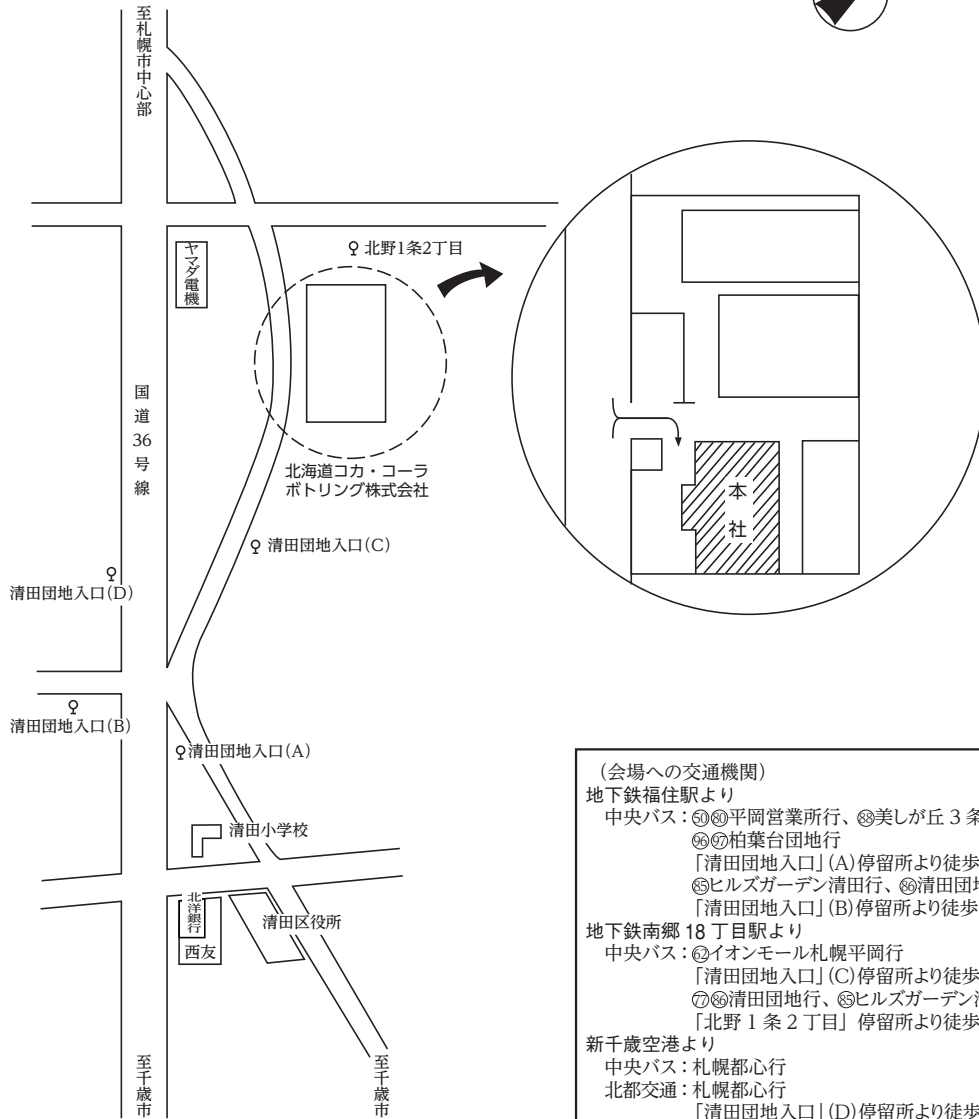 至札幌市中心部
北野1条2丁目
ヤマダ電機
国道36号線
北海道コカ・コーラ
ボトリング株式会社
本社
清田団地入口(C)
清田団地入口(D)
清田団地入口(B)
清田団地入口(A)
清田小学校
北洋銀行
清田区役所
西友
至千歳市
至千歳市
(会場への交通機関)
地下鉄福住駅より
中央バス：㊿80平岡営業所行、88美しが丘3条
96 97柏葉台団地行
「清田団地入口」(A)停留所より徒歩
85ヒルズガーデン清田行、86清田団地
「清田団地入口」(B)停留所より徒歩
地下鉄南郷18丁目駅より
中央バス：62イオンモール札幌平岡行
「清田団地入口」(C)停留所より徒歩
77 86清田団地行、85ヒルズガーデン清
「北野1条2丁目」停留所より徒歩
新千歳空港より
中央バス：札幌都心行
北都交通：札幌都心行
「清田団地入口」(D)停留所より徒歩